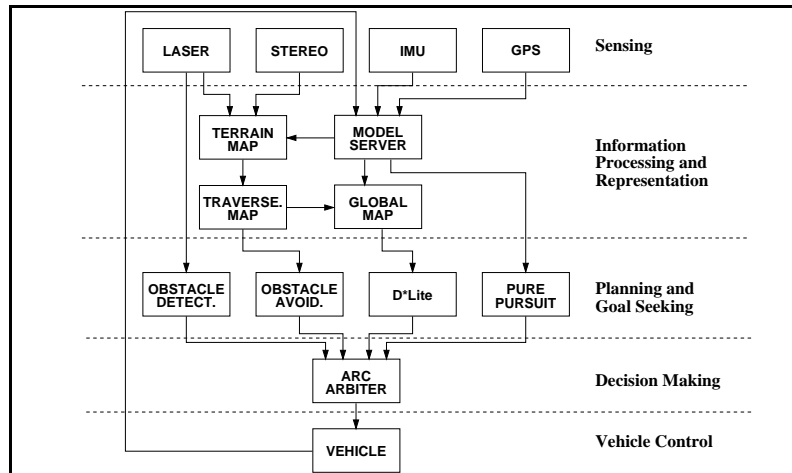 LASER
STEREO
IMU
GPS
Sensing
TERRAIN
MAP
MODEL
SERVER
Information
Processing and
Representation
TRAVERSE.
MAP
GLOBAL
MAP
OBSTACLE
DETECT.
OBSTACLE
AVOID.
D*Lite
PURE
PURSUIT
Planning and
Goal Seeking
ARC
ARBITER
Decision Making
VEHICLE
Vehicle Control